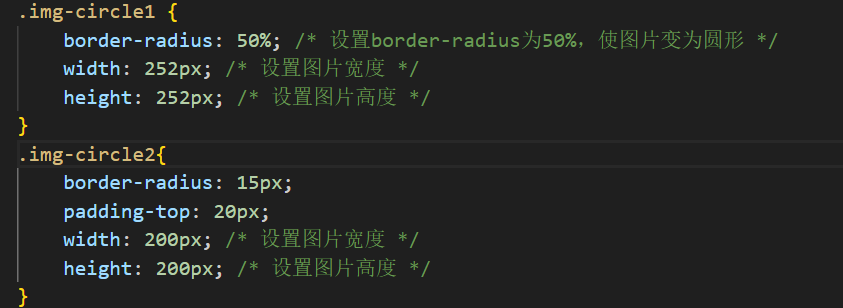 .img-circle1 {
border-radius: 50%; /* 设置border-radius为50%，使图片变为圆形 */
width: 252px; /* 设置图片宽度 */
height: 252px; /* 设置图片高度 */
}
.img-circle2{
border-radius: 15px;
padding-top: 20px;
width: 200px; /* 设置图片宽度 */
height: 200px; /* 设置图片高度 */
}